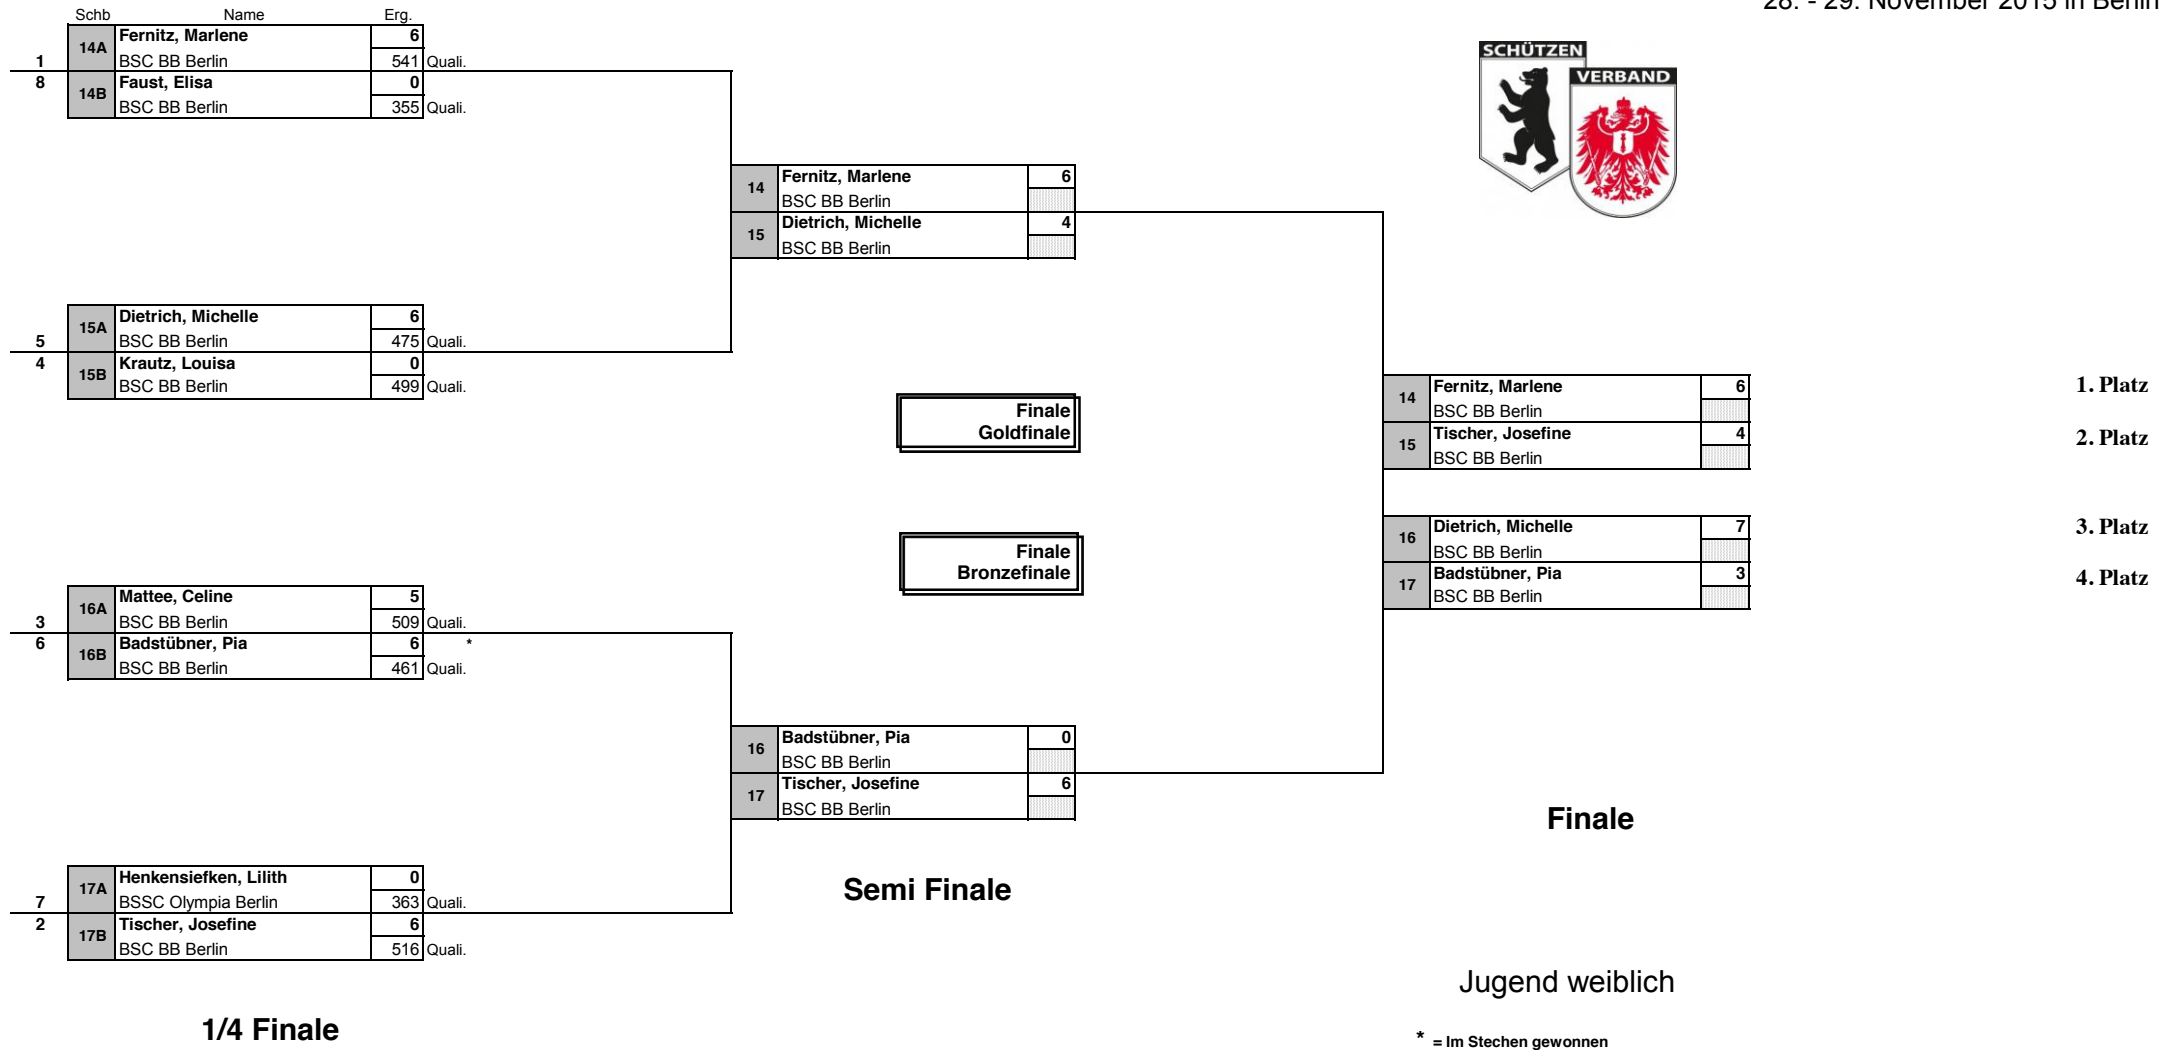 28. - 29. November 2015 in Berlin
Schb Name Erg.
14A Fernitz, Marlene 6
1 BSC BB Berlin 541 Quali.
8 14B Faust, Elisa 0
BSC BB Berlin 355 Quali.
SCHÜTZEN
VERBAND
14 Fernitz, Marlene 6
BSC BB Berlin
15 Dietrich, Michelle 4
BSC BB Berlin
15A Dietrich, Michelle 6
5 BSC BB Berlin 475 Quali.
4 15B Krautz, Louisa 0
BSC BB Berlin 499 Quali.
Finale
Goldfinale
14 Fernitz, Marlene 6 1. Platz
BSC BB Berlin
15 Tischer, Josefine 4 2. Platz
BSC BB Berlin
Finale
Bronzefinale
16 Dietrich, Michelle 7 3. Platz
BSC BB Berlin
17 Badstübner, Pia 3 4. Platz
BSC BB Berlin
16A Mattee, Celine 5
3 BSC BB Berlin 509 Quali.
6 16B Badstübner, Pia 6 *
BSC BB Berlin 461 Quali.
16 Badstübner, Pia 0
BSC BB Berlin
17 Tischer, Josefine 6
BSC BB Berlin
Finale
17A Henkensiefken, Lilith 0
7 BSSC Olympia Berlin 363 Quali.
2 17B Tischer, Josefine 6
BSC BB Berlin 516 Quali.
Semi Finale
Jugend weiblich
1/4 Finale
* = Im Stechen gewonnen